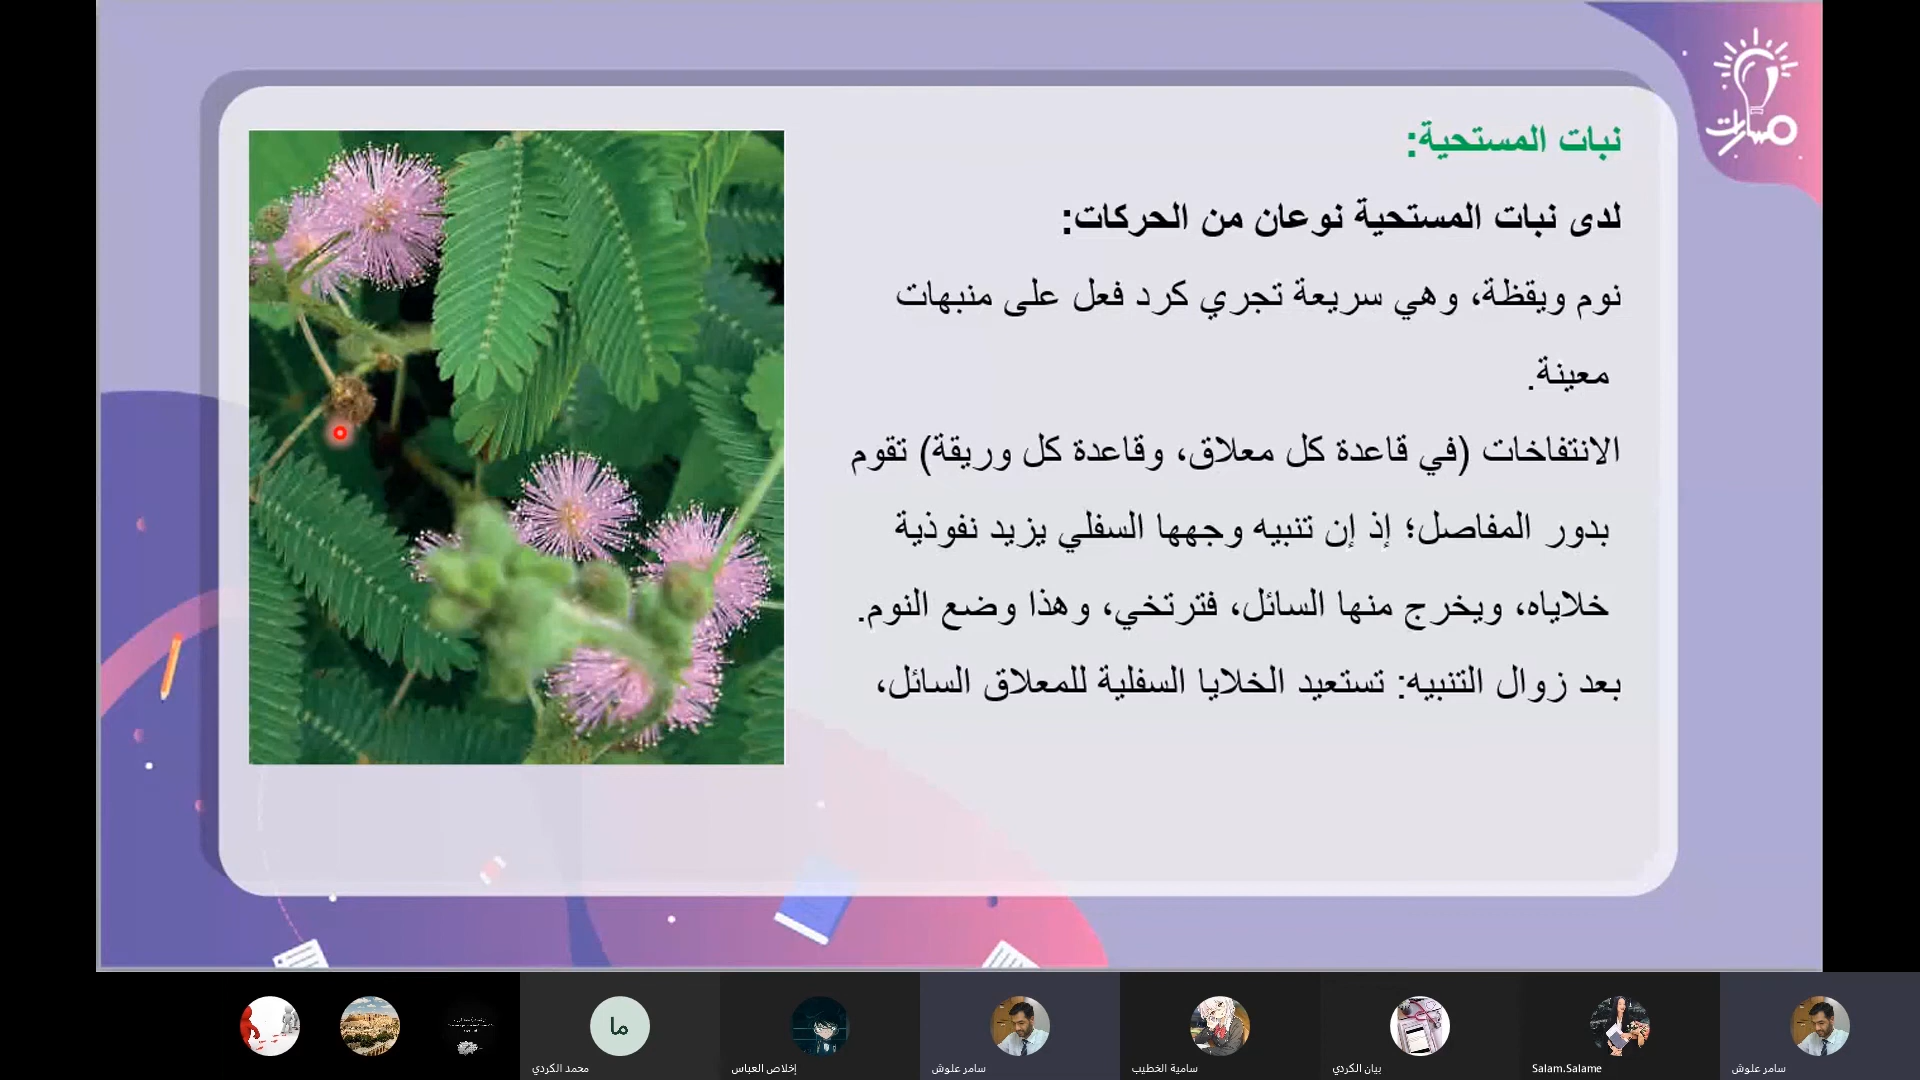 مسارات
نبات المستحية:
لدى نبات المستحية نوعان من الحركات:
نوم ويقظة، وهي سريعة تجري كرد فعل على منبهات
معينة.
الانتفاخات (في قاعدة كل معلاق، وقاعدة كل وريقة) تقوم
بدور المفاصل؛ إذ إن تنبيه وجهها السفلي يزيد نفوذية
خلاياه، ويخرج منها السائل، فترتخي، وهذا وضع النوم.
بعد زوال التنبيه: تستعيد الخلايا السفلية للمعلاق السائل،
ما
محمد الكردي
إخلاص العباس
سامر علوش
سامية الخطيب
بيان الكردي
Salam.Salame
سامر علوش